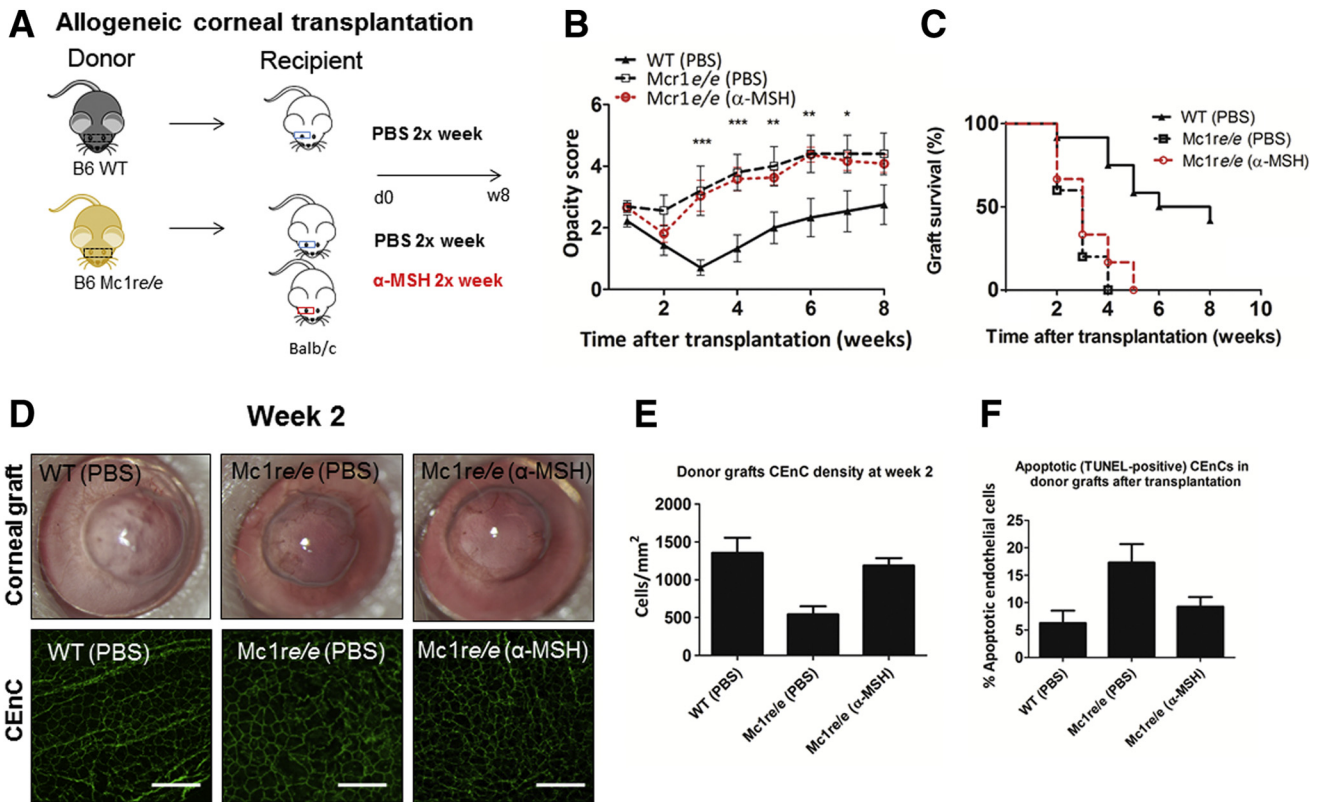 A
Allogeneic corneal transplantation
Donor
Recipient
B6 WT
B6 Mc1re/e
PBS 2x week
d0
w8
PBS 2x week
α-MSH 2x week
Balb/c
B
WT (PBS)
Mcr1e/e (PBS)
Mcr1e/e (α-MSH)
Opacity score
6
4
2
0
***
***
**
**
*
2
4
6
8
Time after transplantation (weeks)
C
WT (PBS)
Mc1re/e (PBS)
Mc1re/e (α-MSH)
Graft survival (%)
100
50
0
2
4
6
8
10
Time after transplantation (weeks)
D
Week 2
Corneal graft
WT (PBS)
Mc1re/e (PBS)
Mc1re/e (α-MSH)
CEnC
WT (PBS)
Mc1re/e (PBS)
Mc1re/e (α-MSH)
E
Donor grafts CEnC density at week 2
Cells/mm²
2000
1500
1000
500
0
WT (PBS)
Mc1re/e (PBS)
Mc1re/e (α-MSH)
F
Apoptotic (TUNEL-positive) CEnCs in
donor grafts after transplantation
% Apoptotic endothelial cells
25
20
15
10
5
0
WT (PBS)
Mc1re/e (PBS)
Mc1re/e (α-MSH)